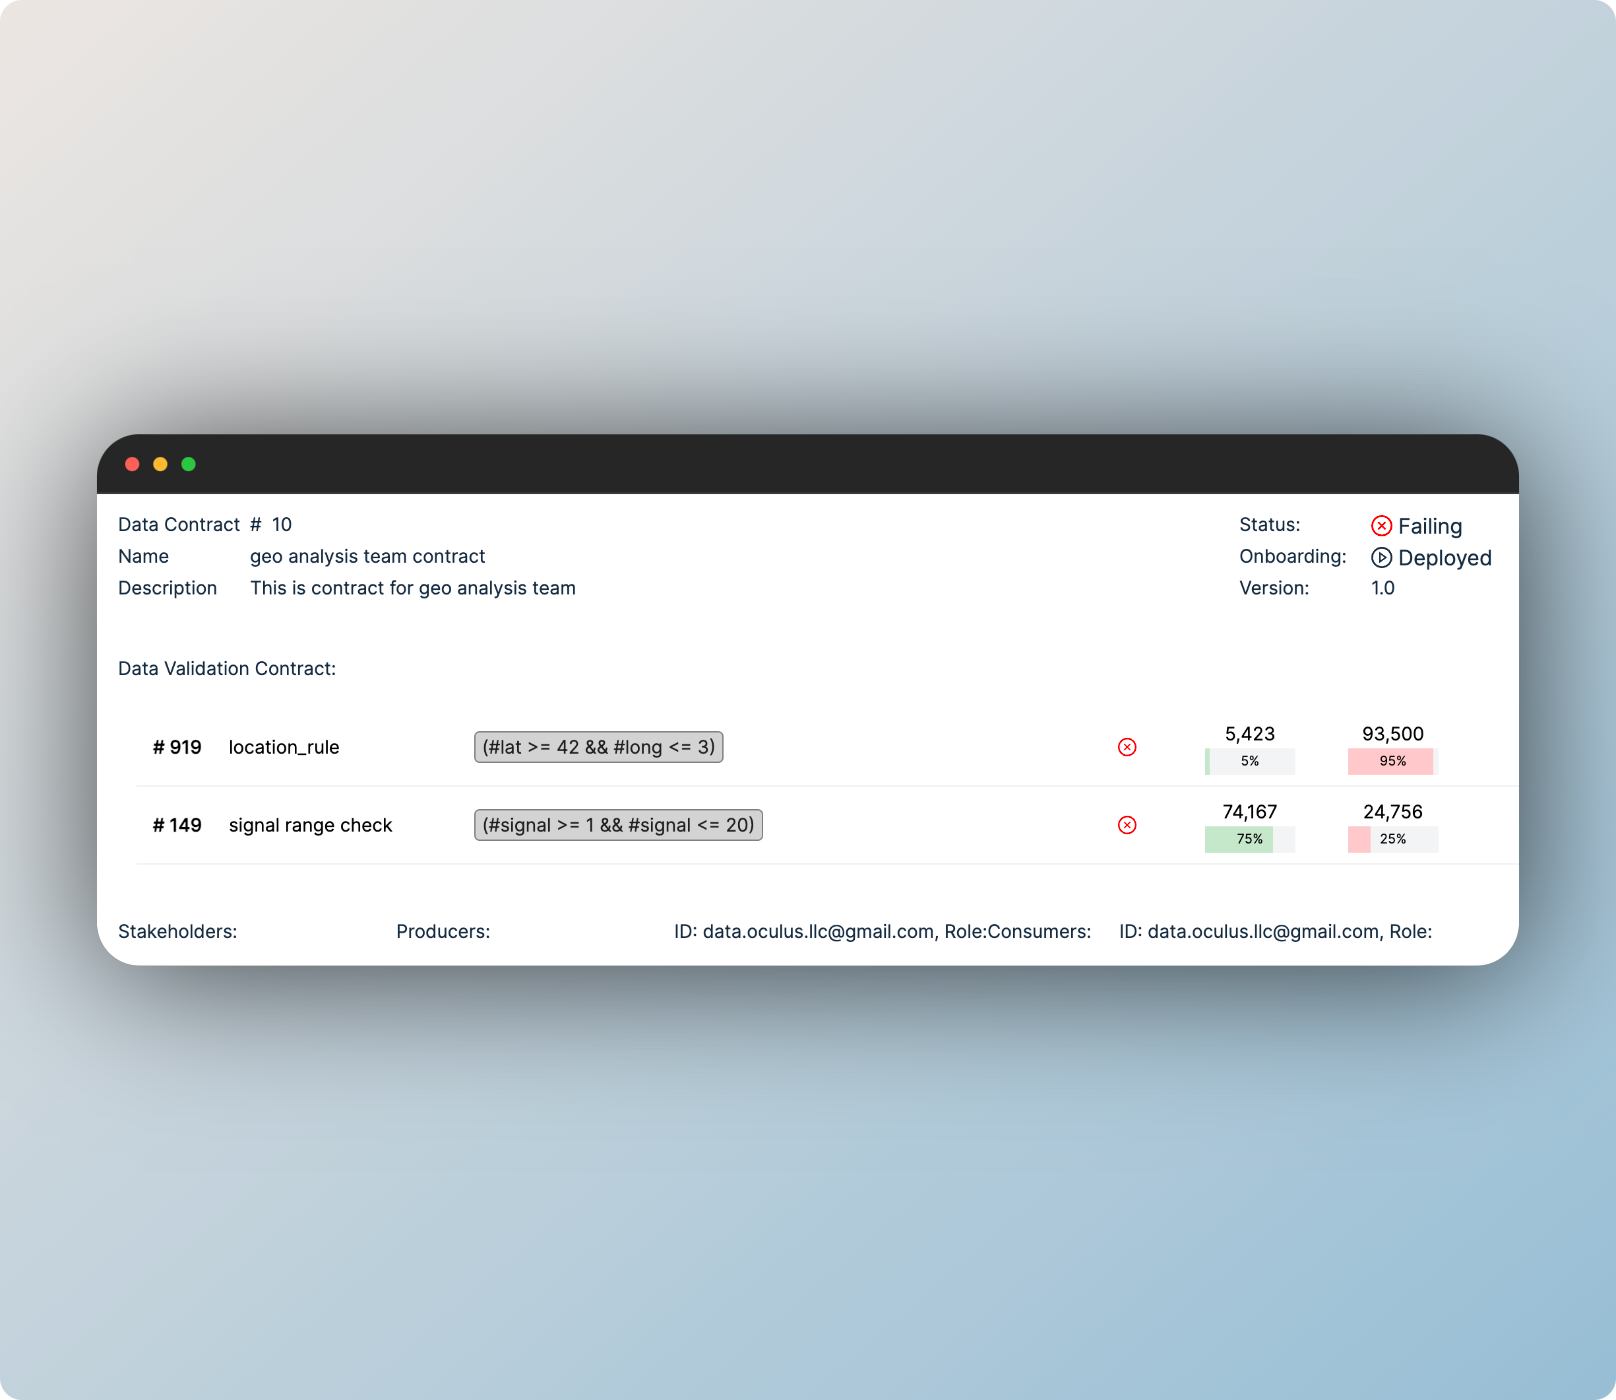 Data Contract # 10
Name geo analysis team contract
Description This is contract for geo analysis team
Status: Failing
Onboarding: Deployed
Version: 1.0
Data Validation Contract:
# 919 location_rule (#lat >= 42 && #long <= 3) 5,423 93,500
5% 95%
# 149 signal range check (#signal >= 1 && #signal <= 20) 74,167 24,756
75% 25%
Stakeholders: Producers: ID: data.oculus.llc@gmail.com, Role:Consumers: ID: data.oculus.llc@gmail.com, Role: